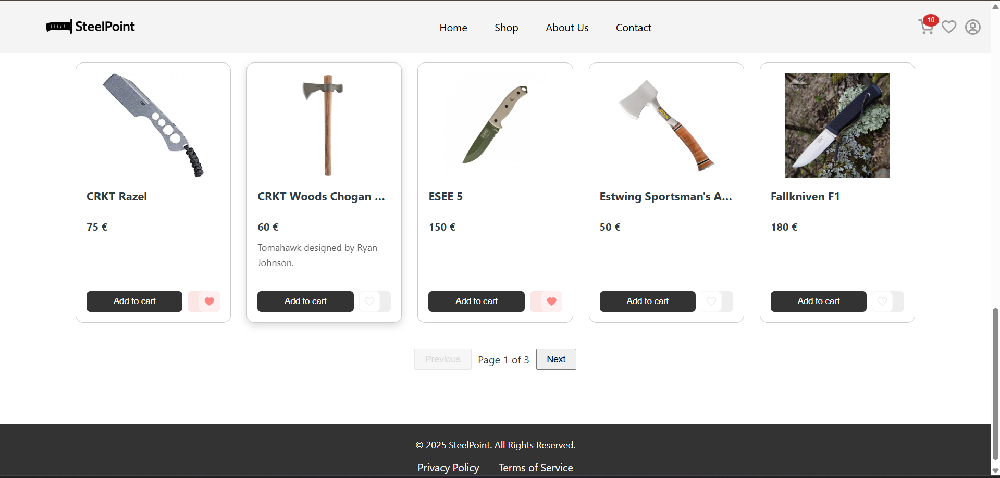 SteelPoint
Home
Shop
About Us
Contact
10
CRKT Razel
75 €
Add to cart
CRKT Woods Chogan ...
60 €
Tomahawk designed by Ryan
Johnson.
Add to cart
ESEE 5
150 €
Add to cart
Estwing Sportsman's A...
50 €
Add to cart
Fallkniven F1
180 €
Add to cart
Previous
Page 1 of 3
Next
© 2025 SteelPoint. All Rights Reserved.
Privacy Policy
Terms of Service